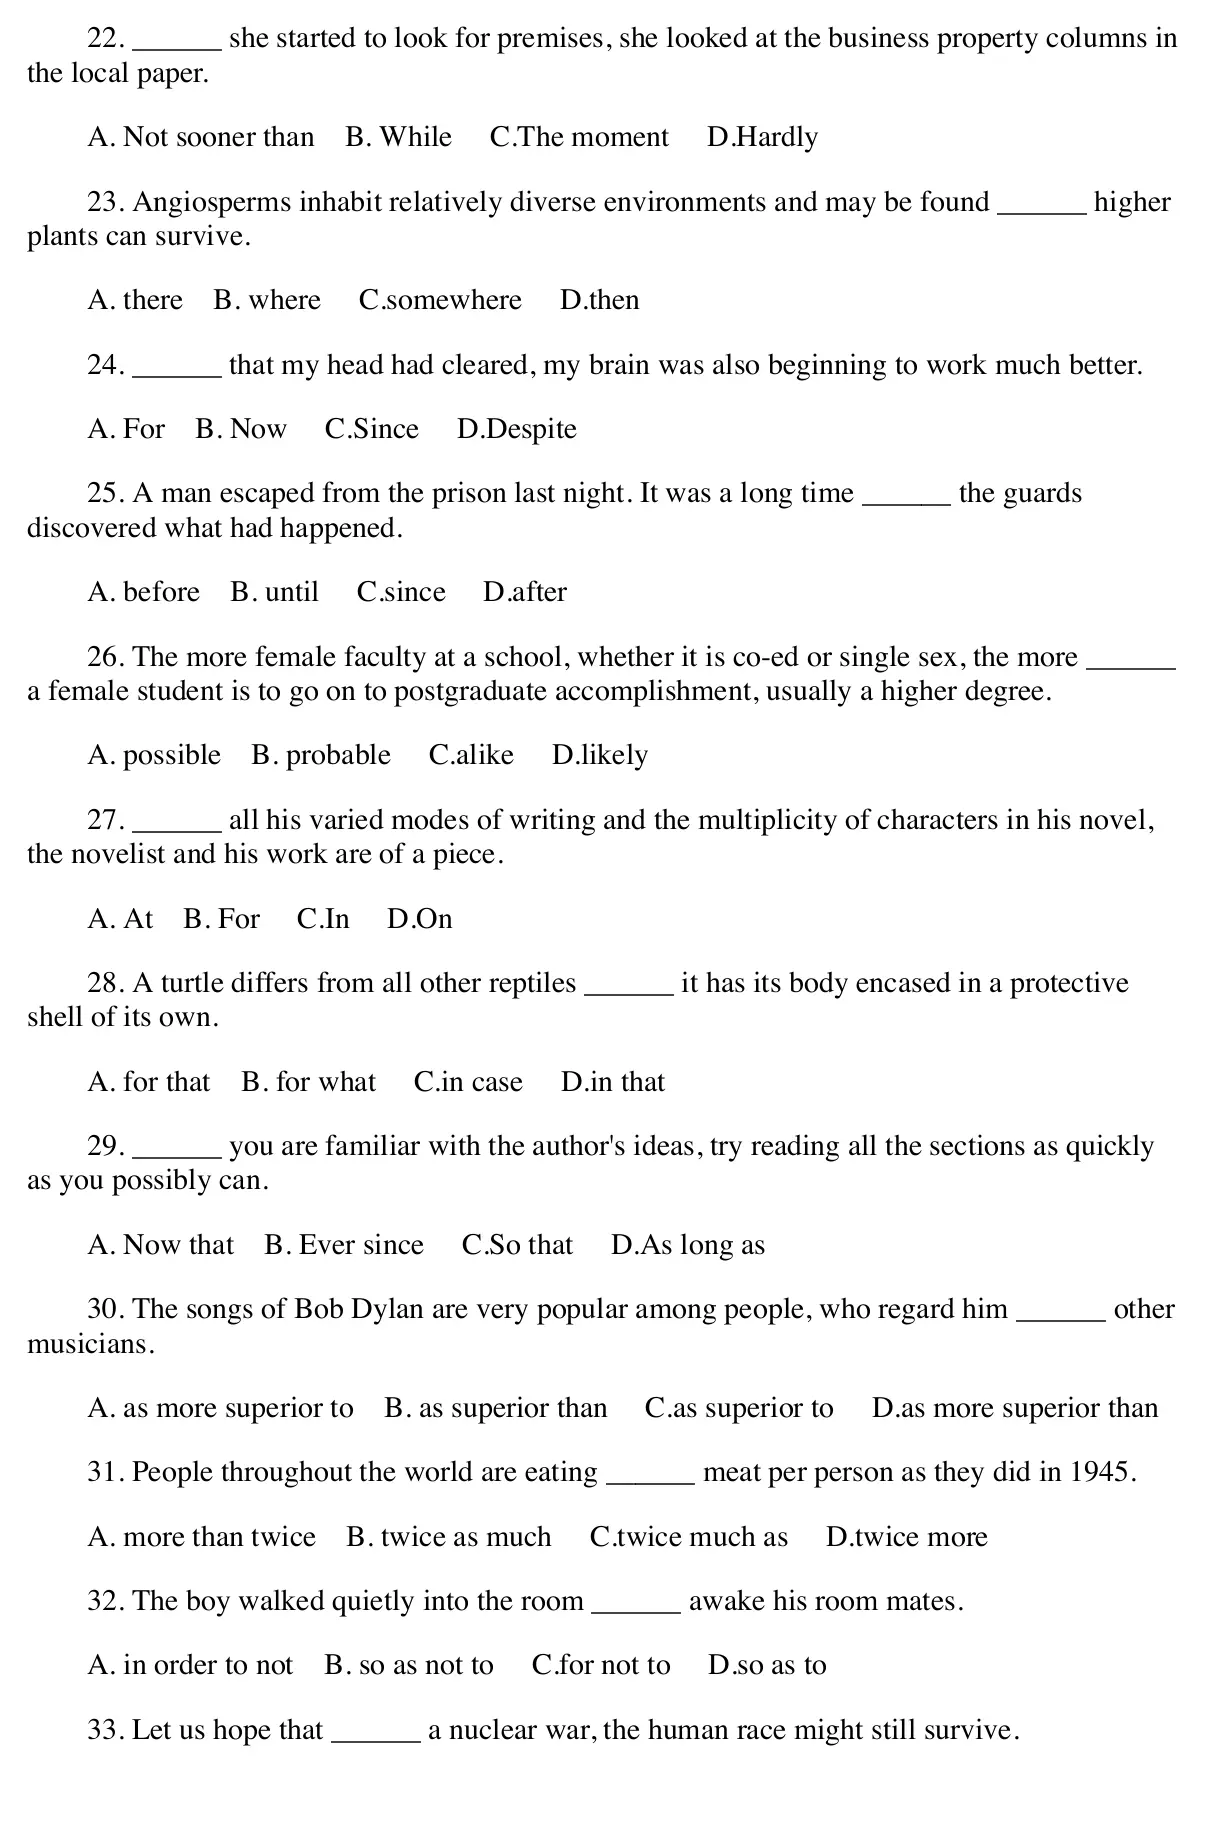 22. ______ she started to look for premises, she looked at the business property columns in
the local paper.
A. Not sooner than B. While C.The moment D.Hardly
23. Angiosperms inhabit relatively diverse environments and may be found ______ higher
plants can survive.
A. there B. where C.somewhere D.then
24. ______ that my head had cleared, my brain was also beginning to work much better.
A. For B. Now C.Since D.Despite
25. A man escaped from the prison last night. It was a long time ______ the guards
discovered what had happened.
A. before B. until C.since D.after
26. The more female faculty at a school, whether it is co-ed or single sex, the more ______
a female student is to go on to postgraduate accomplishment, usually a higher degree.
A. possible B. probable C.alike D.likely
27. ______ all his varied modes of writing and the multiplicity of characters in his novel,
the novelist and his work are of a piece.
A. At B. For C.In D.On
28. A turtle differs from all other reptiles ______ it has its body encased in a protective
shell of its own.
A. for that B. for what C.in case D.in that
29. ______ you are familiar with the author's ideas, try reading all the sections as quickly
as you possibly can.
A. Now that B. Ever since C.So that D.As long as
30. The songs of Bob Dylan are very popular among people, who regard him ______ other
musicians.
A. as more superior to B. as superior than C.as superior to D.as more superior than
31. People throughout the world are eating ______ meat per person as they did in 1945.
A. more than twice B. twice as much C.twice much as D.twice more
32. The boy walked quietly into the room ______ awake his room mates.
A. in order to not B. so as not to C.for not to D.so as to
33. Let us hope that ______ a nuclear war, the human race might still survive.